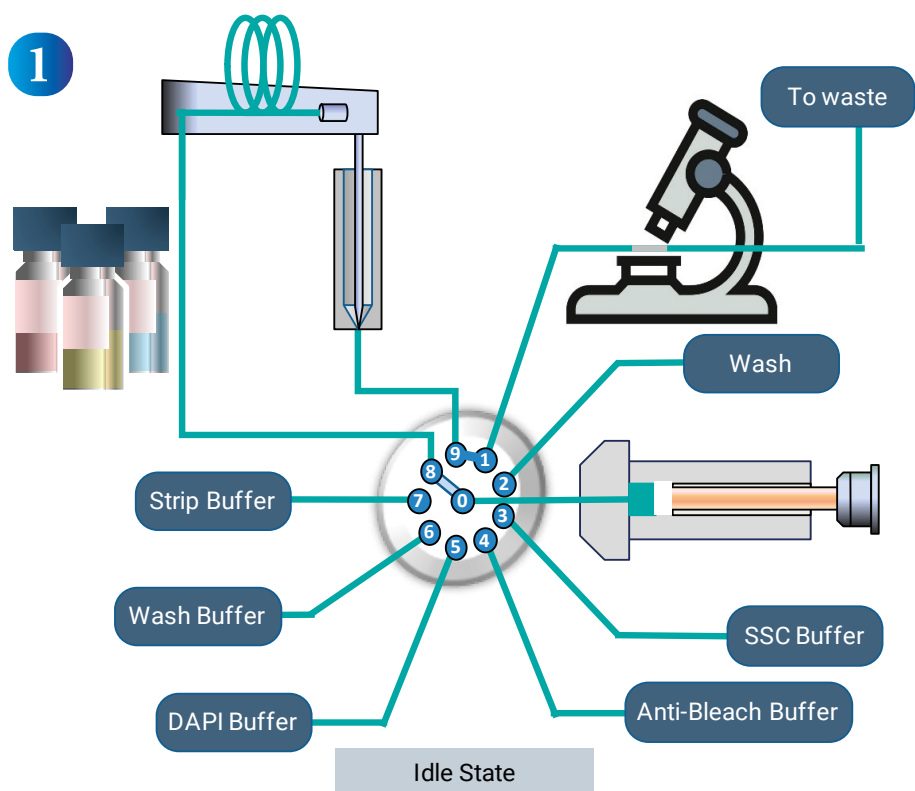 1
To waste
Wash
9
1
8
2
Strip Buffer
7
0
3
6
5
4
Wash Buffer
SSC Buffer
DAPI Buffer
Anti-Bleach Buffer
Idle State